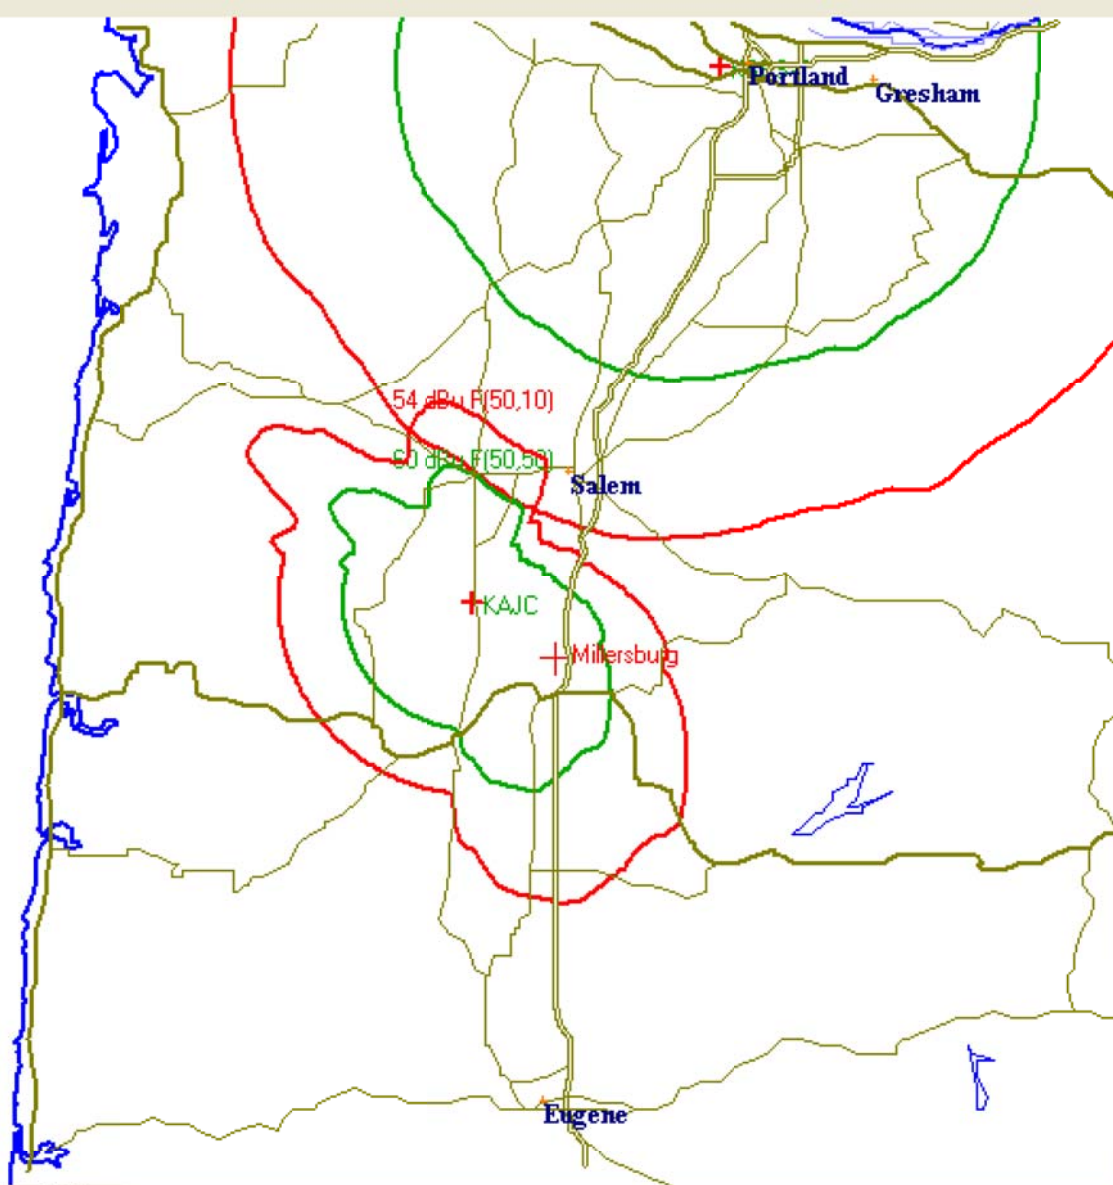 Portland
Gresham
54 dBu F(50,10)
60 dBu F(50,50)
Salem
KAJC
Millersburg
Eugene